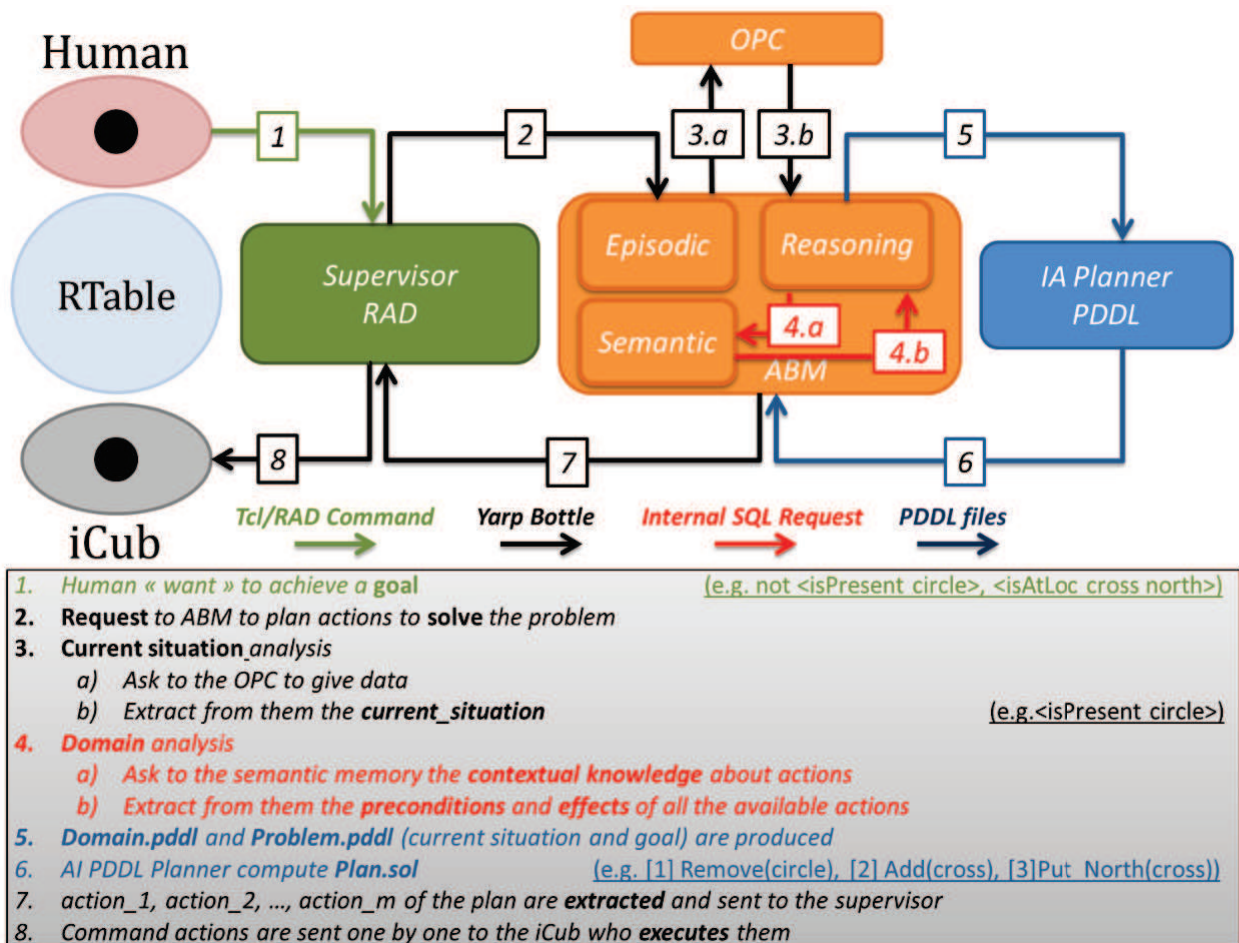 OPC
Human
1
2
3.a
3.b
5
Episodic
Reasoning
RTable
Supervisor
RAD
IA Planner
PDDL
4.a
Semantic
4.b
ABM
8
7
6
iCub
Tcl/RAD Command
Yarp Bottle
Internal SQL Request
PDDL files
1. Human « want » to achieve a goal (e.g. not <isPresent circle>, <isAtLoc cross north>)
2. Request to ABM to plan actions to solve the problem
3. Current situation analysis
a) Ask to the OPC to give data
b) Extract from them the current_situation (e.g.<isPresent circle>)
4. Domain analysis
a) Ask to the semantic memory the contextual knowledge about actions
b) Extract from them the preconditions and effects of all the available actions
5. Domain.pddl and Problem.pddl (current situation and goal) are produced
6. AI PDDL Planner compute Plan.sol (e.g. [1] Remove(circle), [2] Add(cross), [3]Put North(cross))
7. action_1, action_2, ..., action_m of the plan are extracted and sent to the supervisor
8. Command actions are sent one by one to the iCub who executes them